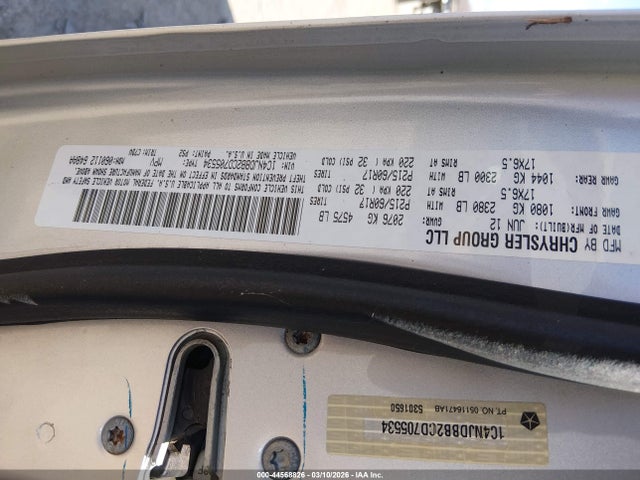 MFD BY CHRYSLER GROUP LLC
DATE OF MFR(BUILT): JUN 12 GVWR: 2076 KG 4575 LB
GAWR FRONT: 1080 KG 2380 LB TIRES P215/60R17
17X6.5 RIMS AT 220 KPA( 32 PSI) COLD
GAWR REAR: 1044 KG 2300 LB TIRES P215/60R17
17X6.5 RIMS AT 220 KPA( 32 PSI) COLD
THIS VEHICLE CONFORMS TO ALL APPLICABLE U.S.A. FEDERAL MOTOR VEHICLE SAFETY AND
THEFT PREVENTION STANDARDS IN EFFECT ON THE DATE OF MANUFACTURE SHOWN ABOVE.
VIN: 1C4NJDBB2CD705534 TYPE: MPV
VEHICLE MADE IN U.S.A. PAINT: PS2 TRIM: C7DV
1C4NJDBB2CD705534
PT. NO. 05116471AB
5301650
000-44568826 - 03/10/2026 - IAAI Inc. - Copyright